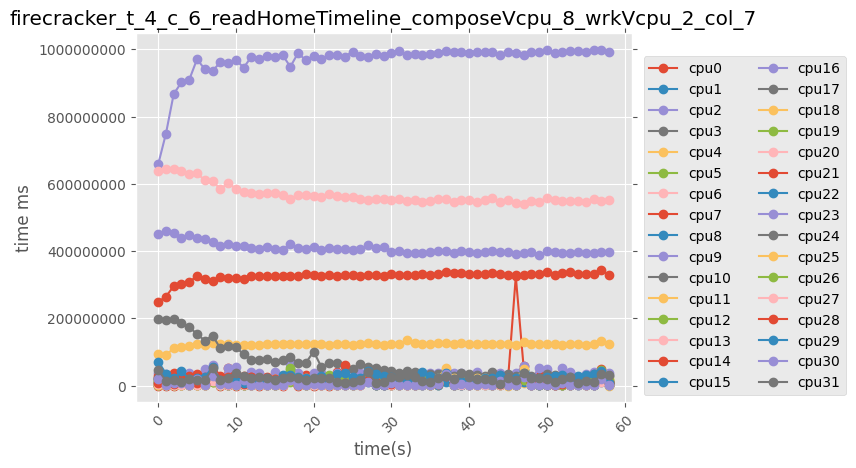 firecracker_t_4_c_6_readHomeTimeline_composeVcpu_8_wrkVcpu_2_col_7
time ms
1000000000
800000000
600000000
400000000
200000000
0
0
10
20
30
40
50
60
time(s)
cpu0
cpu1
cpu2
cpu3
cpu4
cpu5
cpu6
cpu7
cpu8
cpu9
cpu10
cpu11
cpu12
cpu13
cpu14
cpu15
cpu16
cpu17
cpu18
cpu19
cpu20
cpu21
cpu22
cpu23
cpu24
cpu25
cpu26
cpu27
cpu28
cpu29
cpu30
cpu31